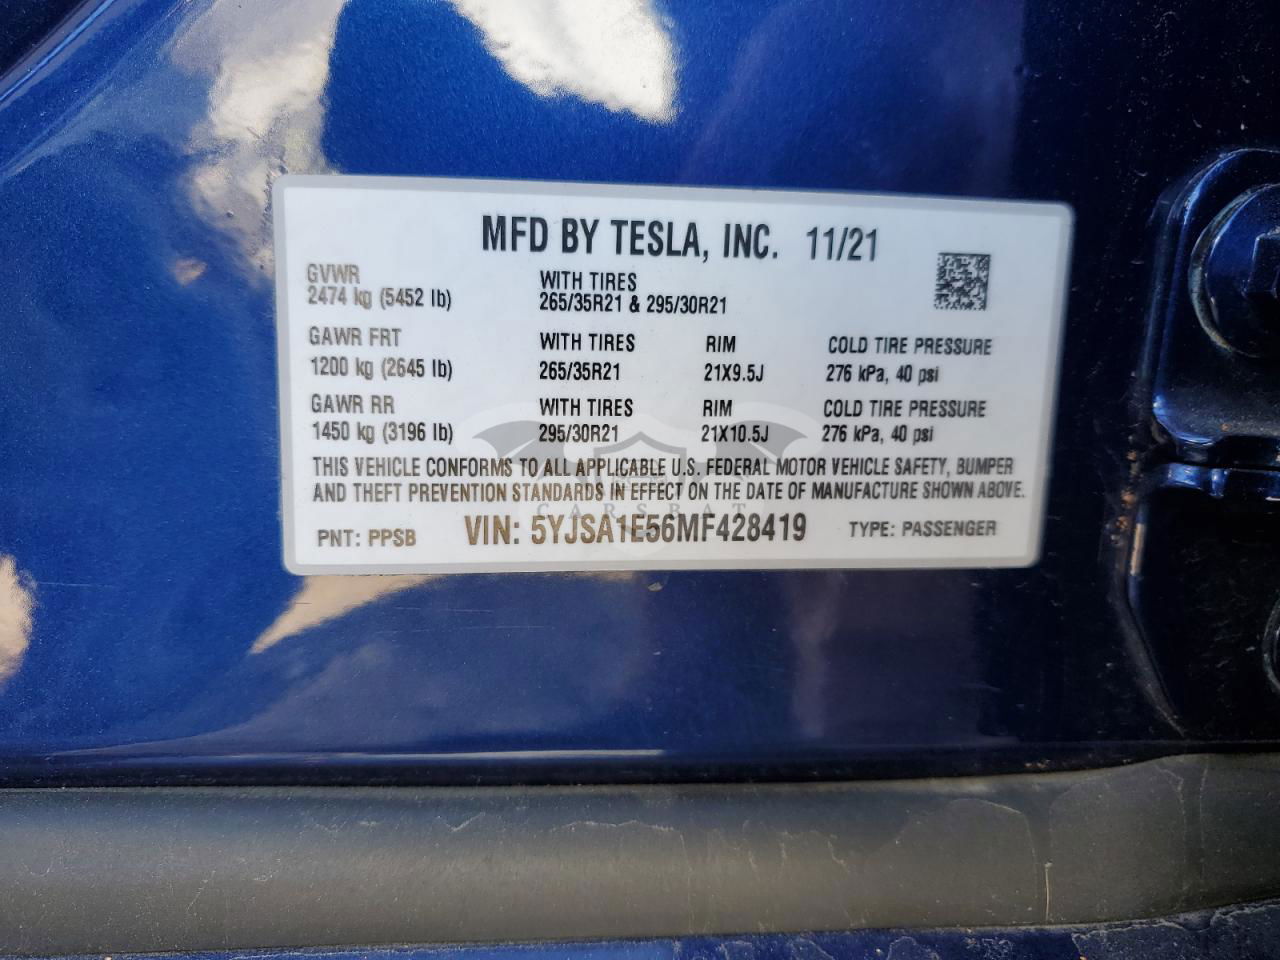 MFD BY TESLA, INC. 11/21
GVWR WITH TIRES
2474 kg (5452 lb) 265/35R21 & 295/30R21
GAWR FRT WITH TIRES RIM COLD TIRE PRESSURE
1200 kg (2645 lb) 265/35R21 21X9.5J 276 kPa, 40 psi
GAWR RR WITH TIRES RIM COLD TIRE PRESSURE
1450 kg (3196 lb) 295/30R21 21X10.5J 276 kPa, 40 psi
THIS VEHICLE CONFORMS TO ALL APPLICABLE U.S. FEDERAL MOTOR VEHICLE SAFETY, BUMPER
AND THEFT PREVENTION STANDARDS IN EFFECT ON THE DATE OF MANUFACTURE SHOWN ABOVE.
CARSBAT
PNT: PPSB VIN: 5YJSA1E56MF428419 TYPE: PASSENGER